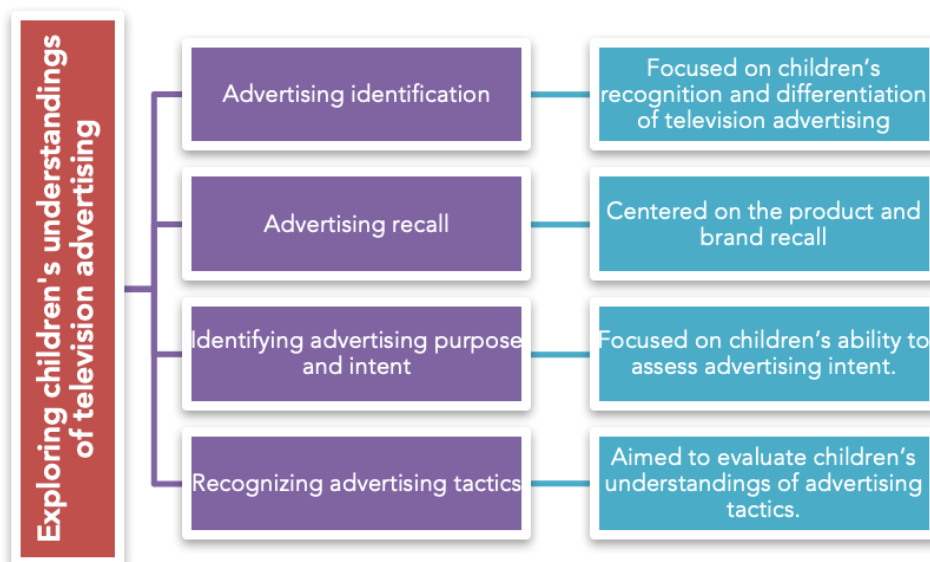 Exploring children's understandings
of television advertising
Advertising identification
Focused on children’s
recognition and differentiation
of television advertising
Advertising recall
Centered on the product and
brand recall
Identifying advertising purpose
and intent
Focused on children’s ability to
assess advertising intent.
Recognizing advertising tactics
Aimed to evaluate children’s
understandings of advertising
tactics.